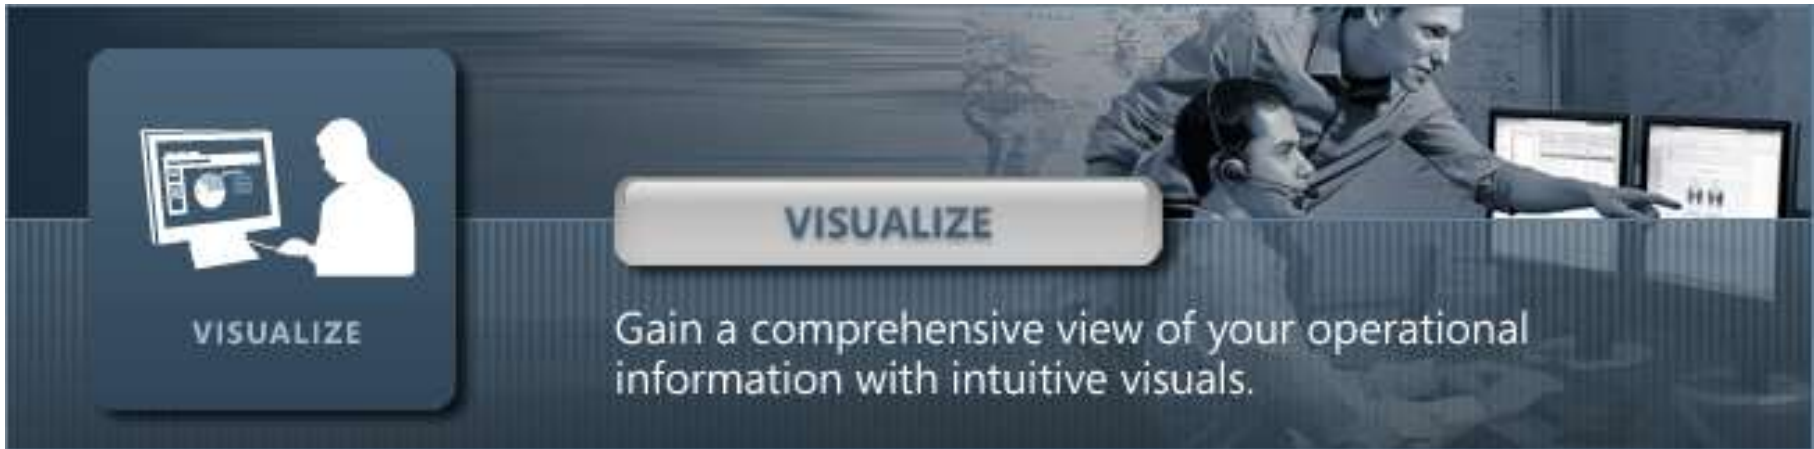 VISUALIZE
VISUALIZE
Gain a comprehensive view of your operational
information with intuitive visuals.